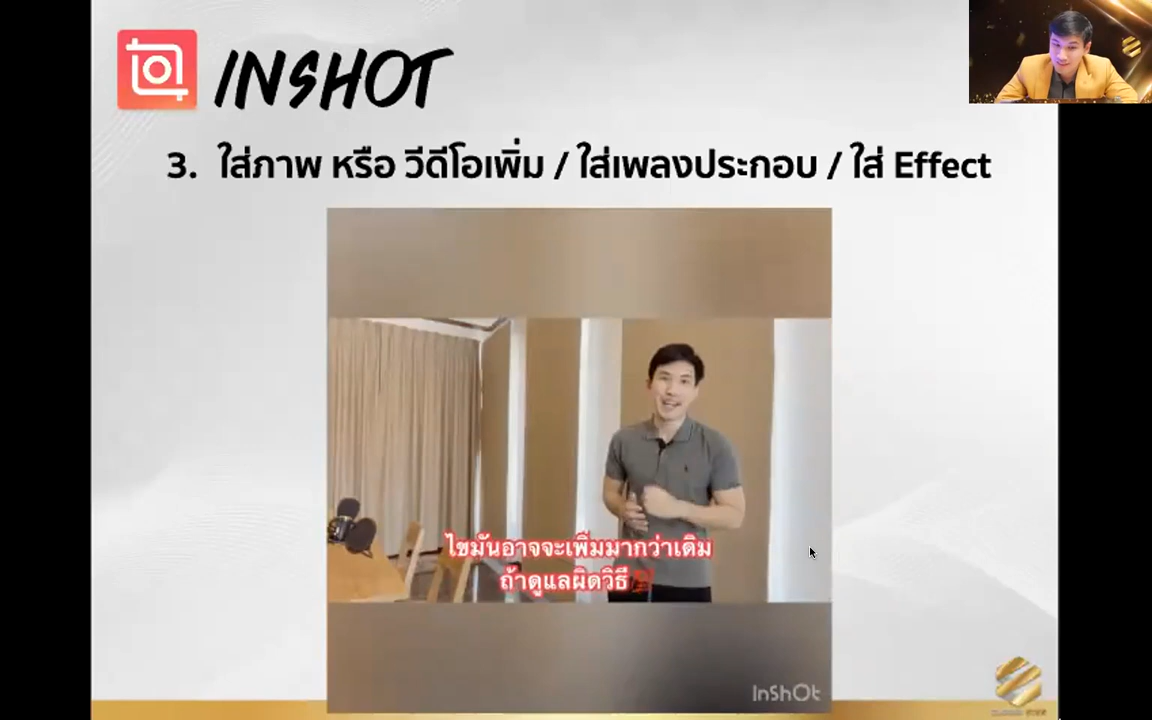 INSHOT
3. ใส่ภาพ หรือ วีดีโอเพิ่ม / ใส่เพลงประกอบ / ใส่ Effect
ไขมันอาจจะเพิ่มมากว่าเดิม
ถ้าดูแลผิดวิธี💯
InShOt